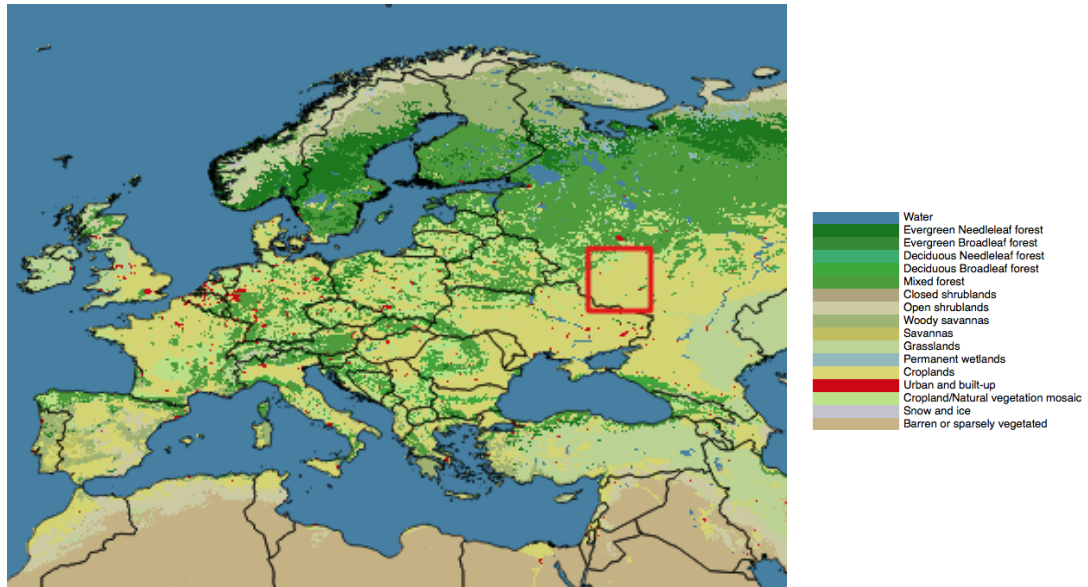 Water
Evergreen Needleleaf forest
Evergreen Broadleaf forest
Deciduous Needleleaf forest
Deciduous Broadleaf forest
Mixed forest
Closed shrublands
Open shrublands
Woody savannas
Savannas
Grasslands
Permanent wetlands
Croplands
Urban and built-up
Cropland/Natural vegetation mosaic
Snow and ice
Barren or sparsely vegetated